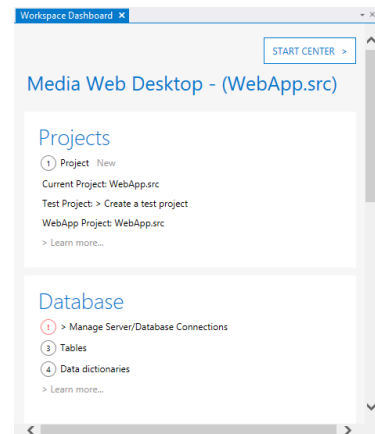 Workspace Dashboard
START CENTER >
Media Web Desktop - (WebApp.src)
Projects
1 Project New
Current Project: WebApp.src
Test Project: > Create a test project
WebApp Project: WebApp.src
> Learn more...
Database
! > Manage Server/Database Connections
3 Tables
4 Data dictionaries
> Learn more...